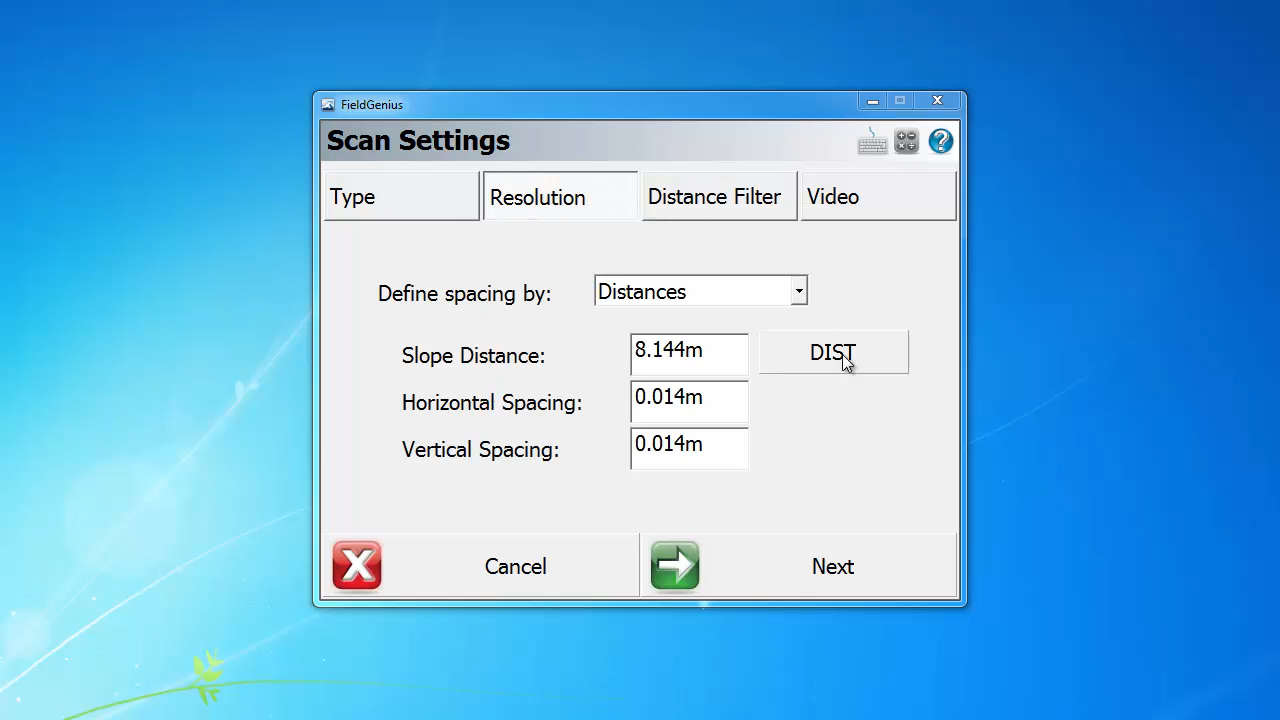 FieldGenius
Scan Settings
Type Resolution Distance Filter Video
Define spacing by: Distances
Slope Distance: 8.144m DIST
Horizontal Spacing: 0.014m
Vertical Spacing: 0.014m
Cancel Next